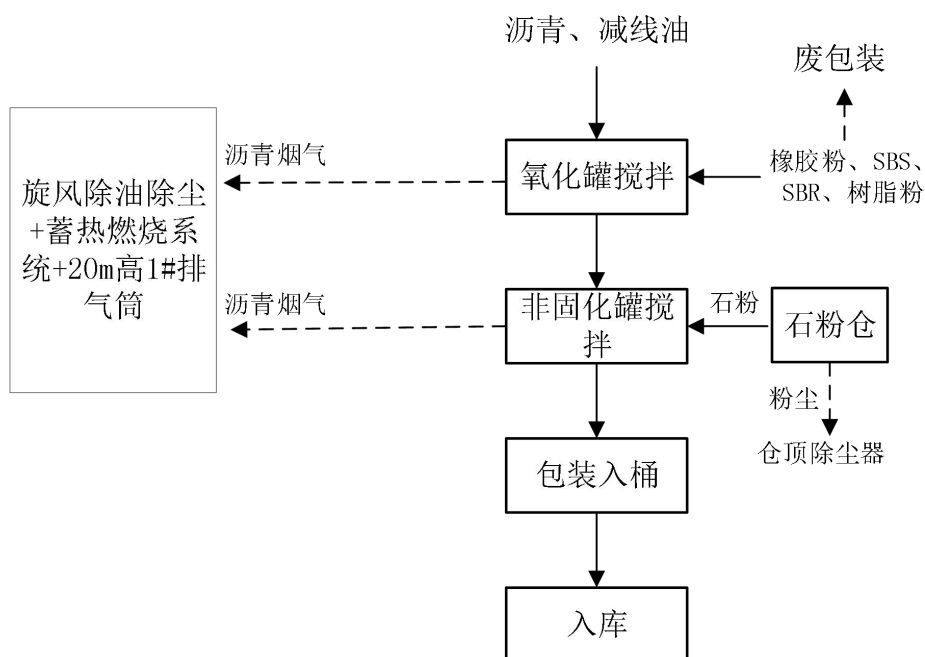 沥青、减线油
废包装
沥青烟气
氧化罐搅拌
橡胶粉、SBS、
SBR、树脂粉
旋风除油除尘
+蓄热燃烧系
统+20m高1#排
气筒
沥青烟气
非固化罐搅
拌
石粉
石粉仓
粉尘
仓顶除尘器
包装入桶
入库